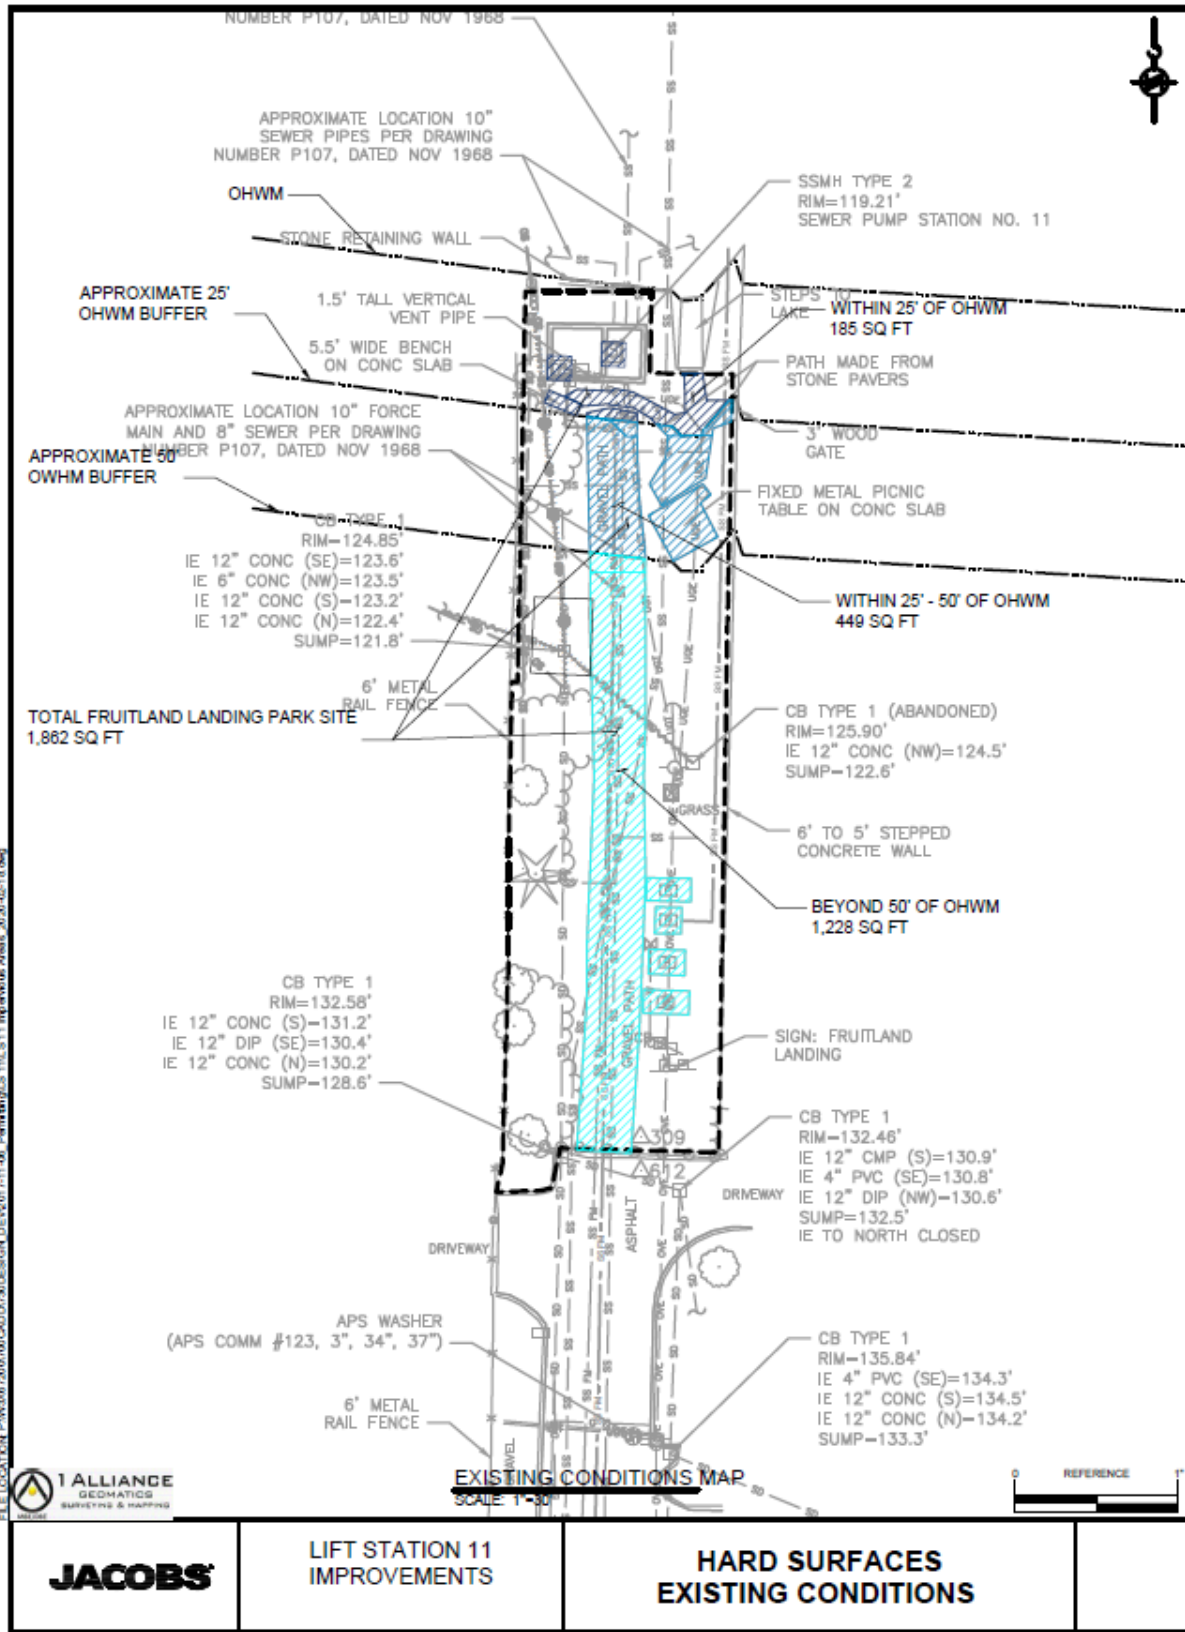 NUMBER P107, DATED NOV 1968
APPROXIMATE LOCATION 10"
SEWER PIPES PER DRAWING
NUMBER P107, DATED NOV 1968
OHWM
STONE RETAINING WALL
SSMH TYPE 2
RIM=119.21'
SEWER PUMP STATION NO. 11
APPROXIMATE 25'
OHWM BUFFER
1.5' TALL VERTICAL
VENT PIPE
STEPS TO
LAKE
WITHIN 25' OF OHWM
185 SQ FT
5.5' WIDE BENCH
ON CONC SLAB
PATH MADE FROM
STONE PAVERS
APPROXIMATE LOCATION 10" FORCE
MAIN AND 8" SEWER PER DRAWING
NUMBER P107, DATED NOV 1968
3' WOOD
GATE
APPROXIMATE 50'
OWHM BUFFER
FIXED METAL PICNIC
TABLE ON CONC SLAB
CB TYPE 1
RIM-124.85'
IE 12" CONC (SE)=123.6'
IE 6" CONC (NW)=123.5'
IE 12" CONC (S)-123.2'
IE 12" CONC (N)=122.4'
SUMP=121.8'
GRAVEL PATH
WITHIN 25' - 50' OF OHWM
449 SQ FT
6' METAL
RAIL FENCE
TOTAL FRUITLAND LANDING PARK SITE
1,862 SQ FT
CB TYPE 1 (ABANDONED)
RIM=125.90'
IE 12" CONC (NW)=124.5'
SUMP-122.6'
GRASS
6' TO 5' STEPPED
CONCRETE WALL
BEYOND 50' OF OHWM
1,228 SQ FT
CB TYPE 1
RIM=132.58'
IE 12" CONC (S)-131.2'
IE 12" DIP (SE)=130.4'
IE 12" CONC (N)=130.2'
SUMP-128.6'
GRAVEL PATH
SIGN: FRUITLAND
LANDING
309
612
CB TYPE 1
RIM-132.46'
IE 12" CMP (S)=130.9'
IE 4" PVC (SE)=130.8'
IE 12" DIP (NW)-130.6'
SUMP=132.5'
IE TO NORTH CLOSED
DRIVEWAY
DRIVEWAY
ASPHALT
APS WASHER
(APS COMM #123, 3", 34", 37")
CB TYPE 1
RIM-135.84'
IE 4" PVC (SE)=134.3'
IE 12" CONC (S)=134.5'
IE 12" CONC (N)-134.2'
SUMP-133.3'
6' METAL
RAIL FENCE
GRAVEL
EXISTING CONDITIONS MAP
SCALE: 1"-30'
0 REFERENCE 1"
1 ALLIANCE
GEOMATICS
SURVEYING & MAPPING
JACOBS
LIFT STATION 11
IMPROVEMENTS
HARD SURFACES
EXISTING CONDITIONS